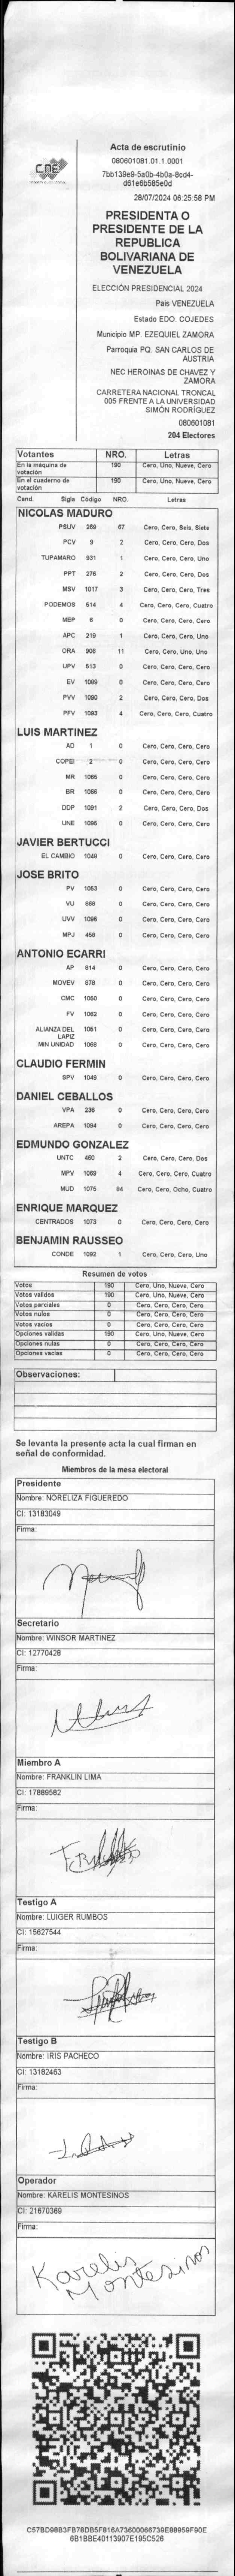 CNE
Acta de escrutinio
080601081.01.1.0001
7bb139e9-5a0b-4b0a-8cd4-
d61e6b585e0d
28/07/2024 06:25:58 PM
PRESIDENTA O
PRESIDENTE DE LA
REPUBLICA
BOLIVARIANA DE
VENEZUELA
ELECCIÓN PRESIDENCIAL 2024
Pais VENEZUELA
Estado EDO. COJEDES
Municipio MP. EZEQUIEL ZAMORA
Parroquia PQ. SAN CARLOS DE
AUSTRIA
NEC HEROINAS DE CHAVEZ Y
ZAMORA
CARRETERA NACIONAL TRONCAL
005 FRENTE A LA UNIVERSIDAD
SIMÓN RODRÍGUEZ
080601081
204 Electores
Votantes NRO. Letras
En la máquina de votación 190 Cero, Uno, Nueve, Cero
En el cuaderno de votación 190 Cero, Uno, Nueve, Cero
Cand. Sigla Código NRO. Letras
NICOLAS MADURO
PSUV 269 67 Cero, Cero, Seis, Siete
PCV 9 2 Cero, Cero, Cero, Dos
TUPAMARO 931 1 Cero, Cero, Cero, Uno
PPT 276 2 Cero, Cero, Cero, Dos
MSV 1017 3 Cero, Cero, Cero, Tres
PODEMOS 514 4 Cero, Cero, Cero, Cuatro
MEP 6 0 Cero, Cero, Cero, Cero
APC 219 1 Cero, Cero, Cero, Uno
ORA 906 11 Cero, Cero, Uno, Uno
UPV 513 0 Cero, Cero, Cero, Cero
EV 1099 0 Cero, Cero, Cero, Cero
PVV 1090 2 Cero, Cero, Cero, Dos
PFV 1093 4 Cero, Cero, Cero, Cuatro
LUIS MARTINEZ
AD 1 0 Cero, Cero, Cero, Cero
COPEI 2 0 Cero, Cero, Cero, Cero
MR 1065 0 Cero, Cero, Cero, Cero
BR 1066 0 Cero, Cero, Cero, Cero
DDP 1091 2 Cero, Cero, Cero, Dos
UNE 1095 0 Cero, Cero, Cero, Cero
JAVIER BERTUCCI
EL CAMBIO 1049 0 Cero, Cero, Cero, Cero
JOSE BRITO
PV 1053 0 Cero, Cero, Cero, Cero
VU 868 0 Cero, Cero, Cero, Cero
UVV 1096 0 Cero, Cero, Cero, Cero
MPJ 458 0 Cero, Cero, Cero, Cero
ANTONIO ECARRI
AP 814 0 Cero, Cero, Cero, Cero
MOVEV 878 0 Cero, Cero, Cero, Cero
CMC 1050 0 Cero, Cero, Cero, Cero
FV 1062 0 Cero, Cero, Cero, Cero
ALIANZA DEL LAPIZ 1051 0 Cero, Cero, Cero, Cero
MIN UNIDAD 1068 0 Cero, Cero, Cero, Cero
CLAUDIO FERMIN
SPV 1049 0 Cero, Cero, Cero, Cero
DANIEL CEBALLOS
VPA 236 0 Cero, Cero, Cero, Cero
AREPA 1094 0 Cero, Cero, Cero, Cero
EDMUNDO GONZALEZ
UNTC 460 2 Cero, Cero, Cero, Dos
MPV 1069 4 Cero, Cero, Cero, Cuatro
MUD 1075 84 Cero, Cero, Ocho, Cuatro
ENRIQUE MARQUEZ
CENTRADOS 1073 0 Cero, Cero, Cero, Cero
BENJAMIN RAUSSEO
CONDE 1092 1 Cero, Cero, Cero, Uno
Resumen de votos
Votos 190 Cero, Uno, Nueve, Cero
Votos validos 190 Cero, Uno, Nueve, Cero
Votos parciales 0 Cero, Cero, Cero, Cero
Votos nulos 0 Cero, Cero, Cero, Cero
Votos vacios 0 Cero, Cero, Cero, Cero
Opciones validas 190 Cero, Uno, Nueve, Cero
Opciones nulas 0 Cero, Cero, Cero, Cero
Opciones vacias 0 Cero, Cero, Cero, Cero
Observaciones:
Se levanta la presente acta la cual firman en
señal de conformidad.
Miembros de la mesa electoral
Presidente
Nombre: NORELIZA FIGUEREDO
CI: 13183049
Firma:
Secretario
Nombre: WINSOR MARTINEZ
CI: 12770428
Firma:
Miembro A
Nombre: FRANKLIN LIMA
CI: 17889582
Firma:
Testigo A
Nombre: LUIGER RUMBOS
CI: 15627544
Firma:
Testigo B
Nombre: IRIS PACHECO
CI: 13182463
Firma:
Operador
Nombre: KARELIS MONTESINOS
CI: 21670369
Firma:
Karelis
Montesinos
C57BD98B3FB78DB5F816A73600066739E88959F90E
6B1BBE40113907E195C526